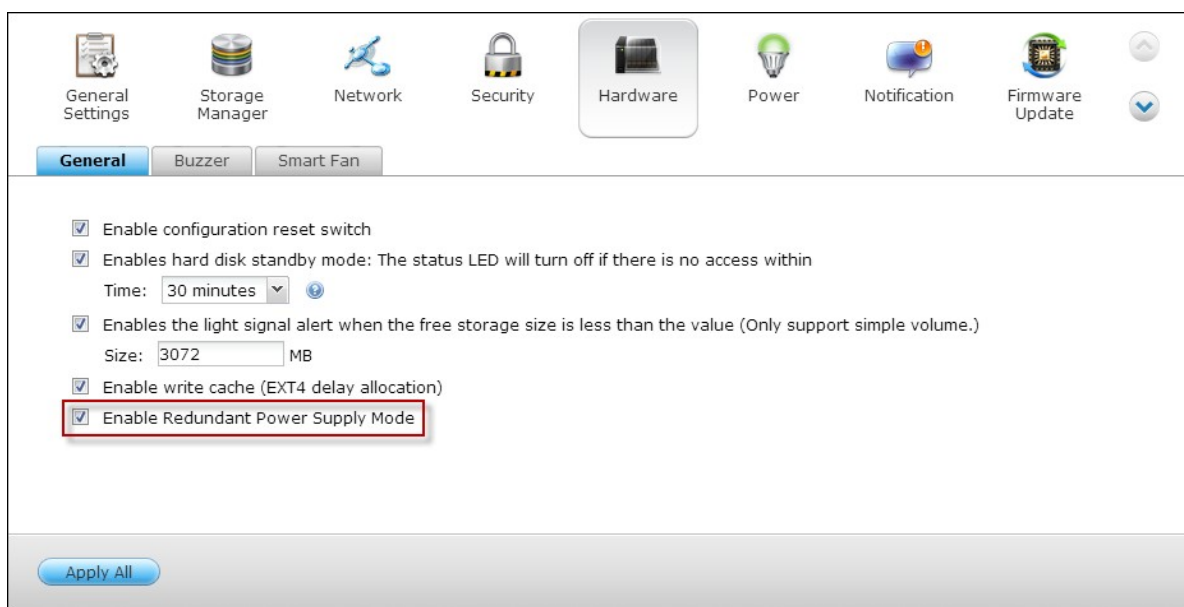 General Settings
Storage Manager
Network
Security
Hardware
Power
Notification
Firmware Update
General
Buzzer
Smart Fan
Enable configuration reset switch
Enables hard disk standby mode: The status LED will turn off if there is no access within
Time: 30 minutes
Enables the light signal alert when the free storage size is less than the value (Only support simple volume.)
Size: 3072 MB
Enable write cache (EXT4 delay allocation)
Enable Redundant Power Supply Mode
Apply All